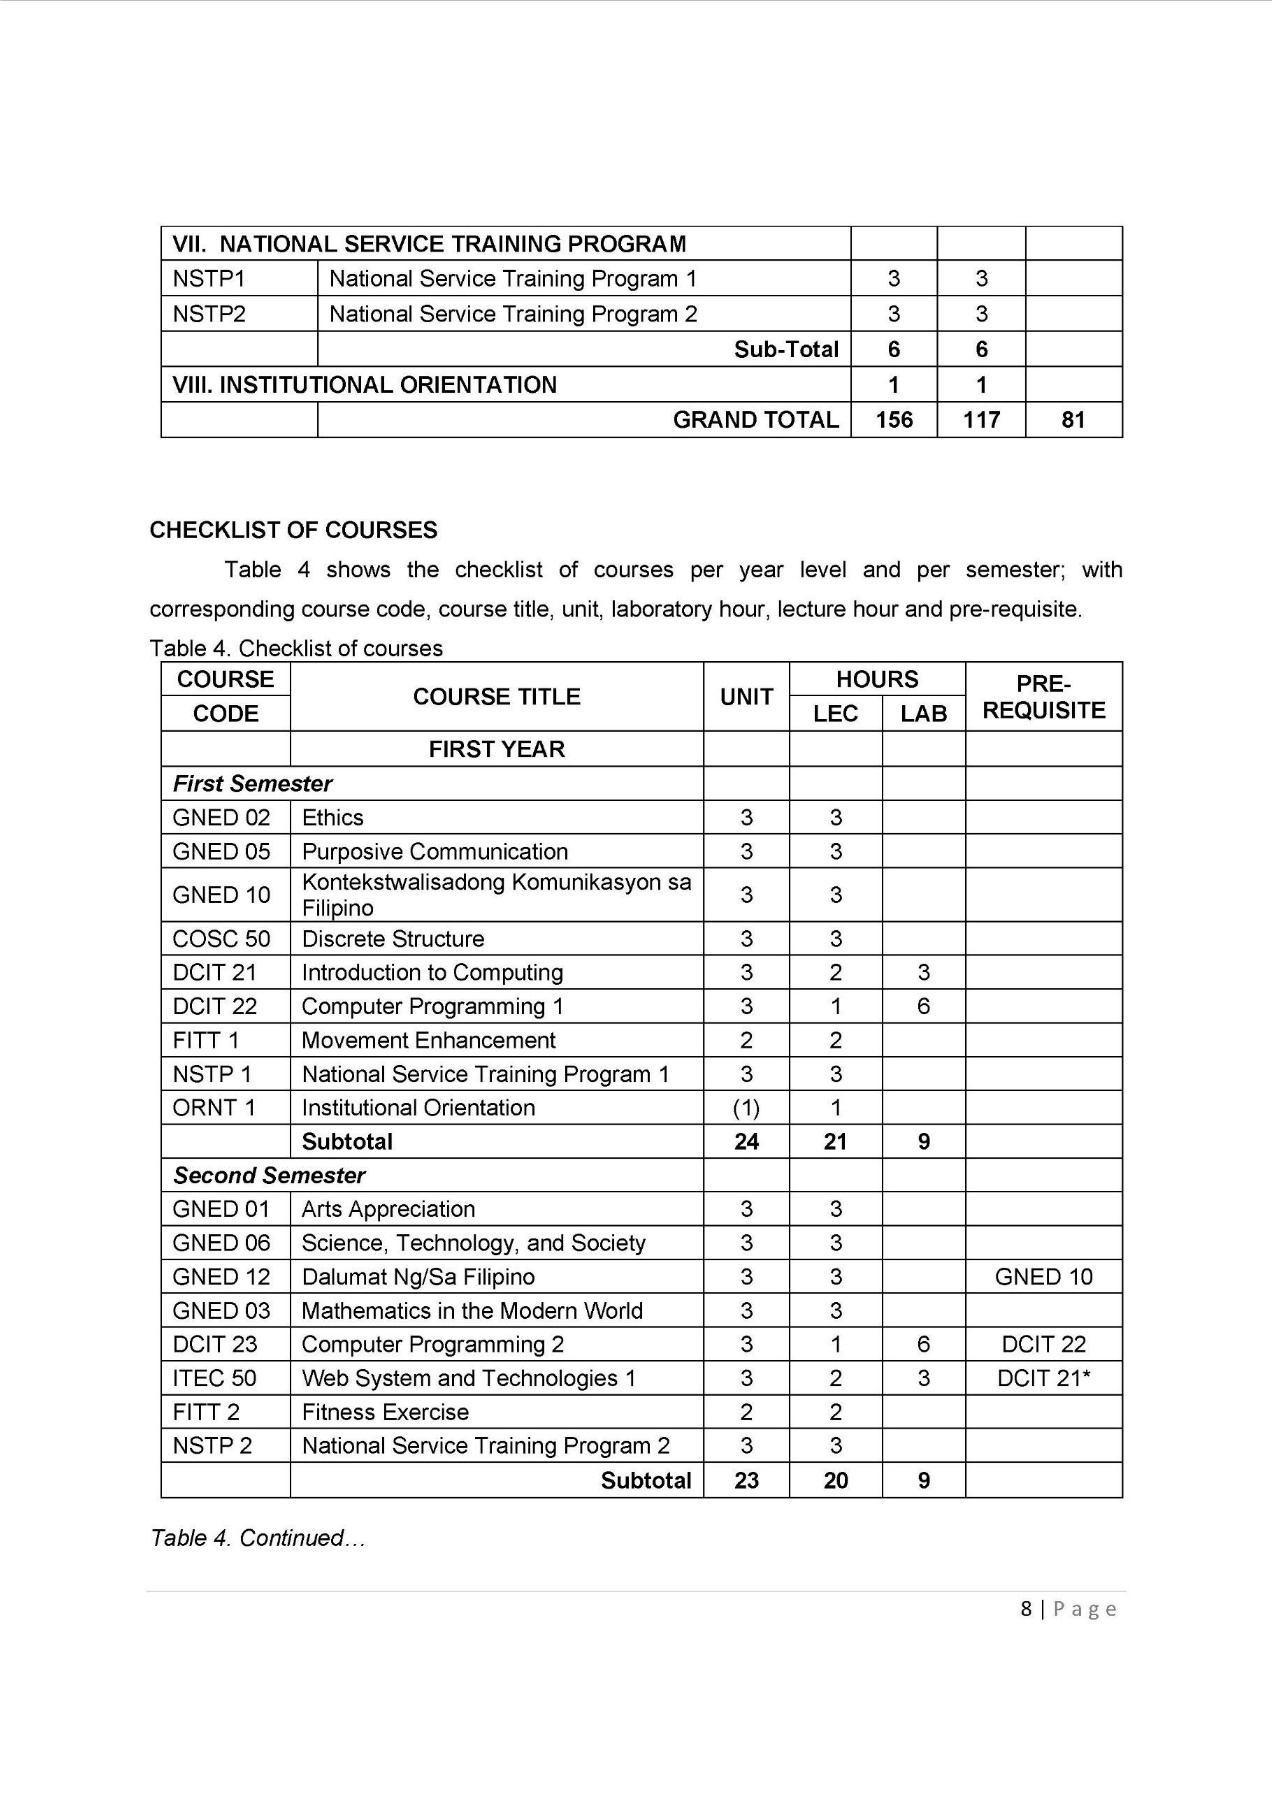 VII. NATIONAL SERVICE TRAINING PROGRAM
NSTP1 National Service Training Program 1 3 3
NSTP2 National Service Training Program 2 3 3
Sub-Total 6 6
VIII. INSTITUTIONAL ORIENTATION 1 1
GRAND TOTAL 156 117 81
CHECKLIST OF COURSES
Table 4 shows the checklist of courses per year level and per semester; with
corresponding course code, course title, unit, laboratory hour, lecture hour and pre-requisite.
Table 4. Checklist of courses
COURSE CODE COURSE TITLE UNIT HOURS LEC LAB PRE-REQUISITE
FIRST YEAR
First Semester
GNED 02 Ethics 3 3
GNED 05 Purposive Communication 3 3
GNED 10 Kontekstwalisadong Komunikasyon sa Filipino 3 3
COSC 50 Discrete Structure 3 3
DCIT 21 Introduction to Computing 3 2 3
DCIT 22 Computer Programming 1 3 1 6
FITT 1 Movement Enhancement 2 2
NSTP 1 National Service Training Program 1 3 3
ORNT 1 Institutional Orientation (1) 1
Subtotal 24 21 9
Second Semester
GNED 01 Arts Appreciation 3 3
GNED 06 Science, Technology, and Society 3 3
GNED 12 Dalumat Ng/Sa Filipino 3 3 GNED 10
GNED 03 Mathematics in the Modern World 3 3
DCIT 23 Computer Programming 2 3 1 6 DCIT 22
ITEC 50 Web System and Technologies 1 3 2 3 DCIT 21*
FITT 2 Fitness Exercise 2 2
NSTP 2 National Service Training Program 2 3 3
Subtotal 23 20 9
Table 4. Continued…
8 | Page